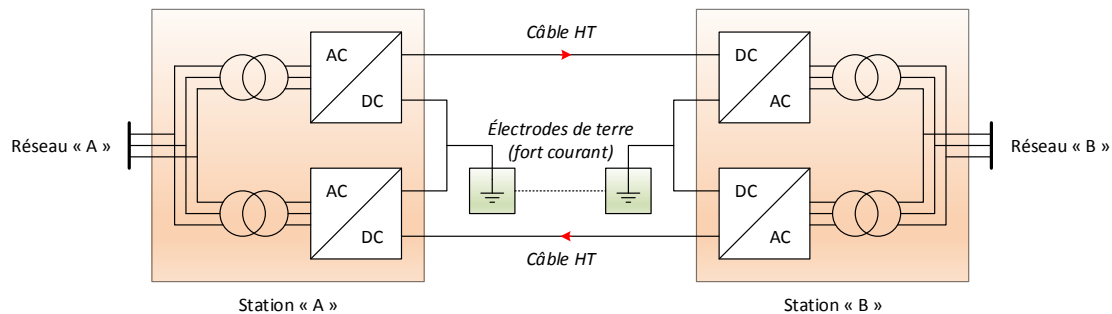 Câble HT
AC
DC
DC
AC
Réseau « A »
Électrodes de terre
(fort courant)
Réseau « B »
AC
DC
DC
AC
Câble HT
Station « A »
Station « B »